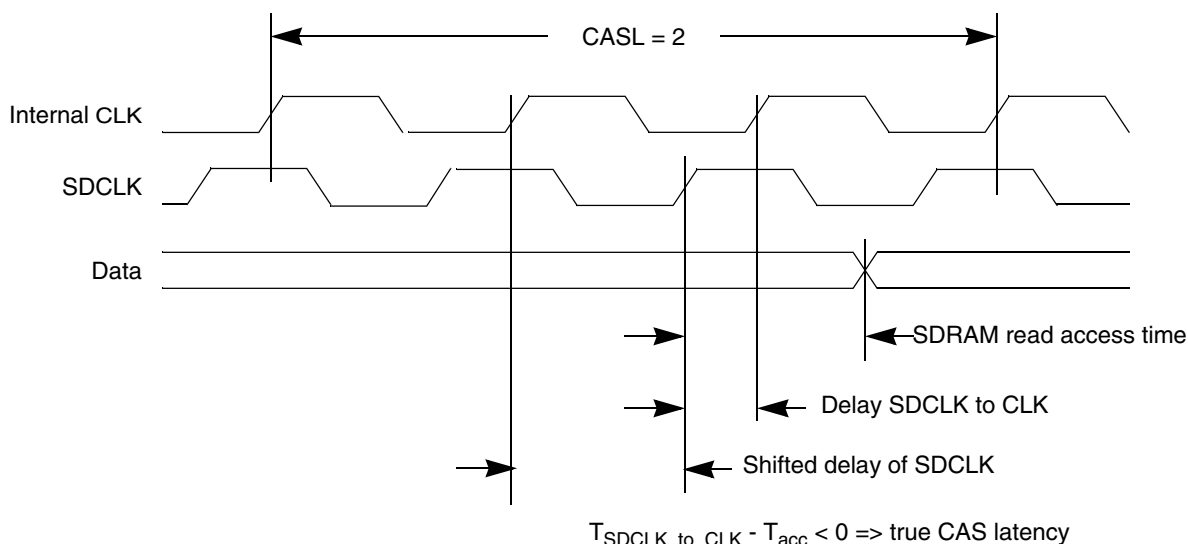 CASL = 2
Internal CLK
SDCLK
Data
SDRAM read access time
Delay SDCLK to CLK
Shifted delay of SDCLK
T_SDCLK_to_CLK - T_acc < 0 => true CAS latency